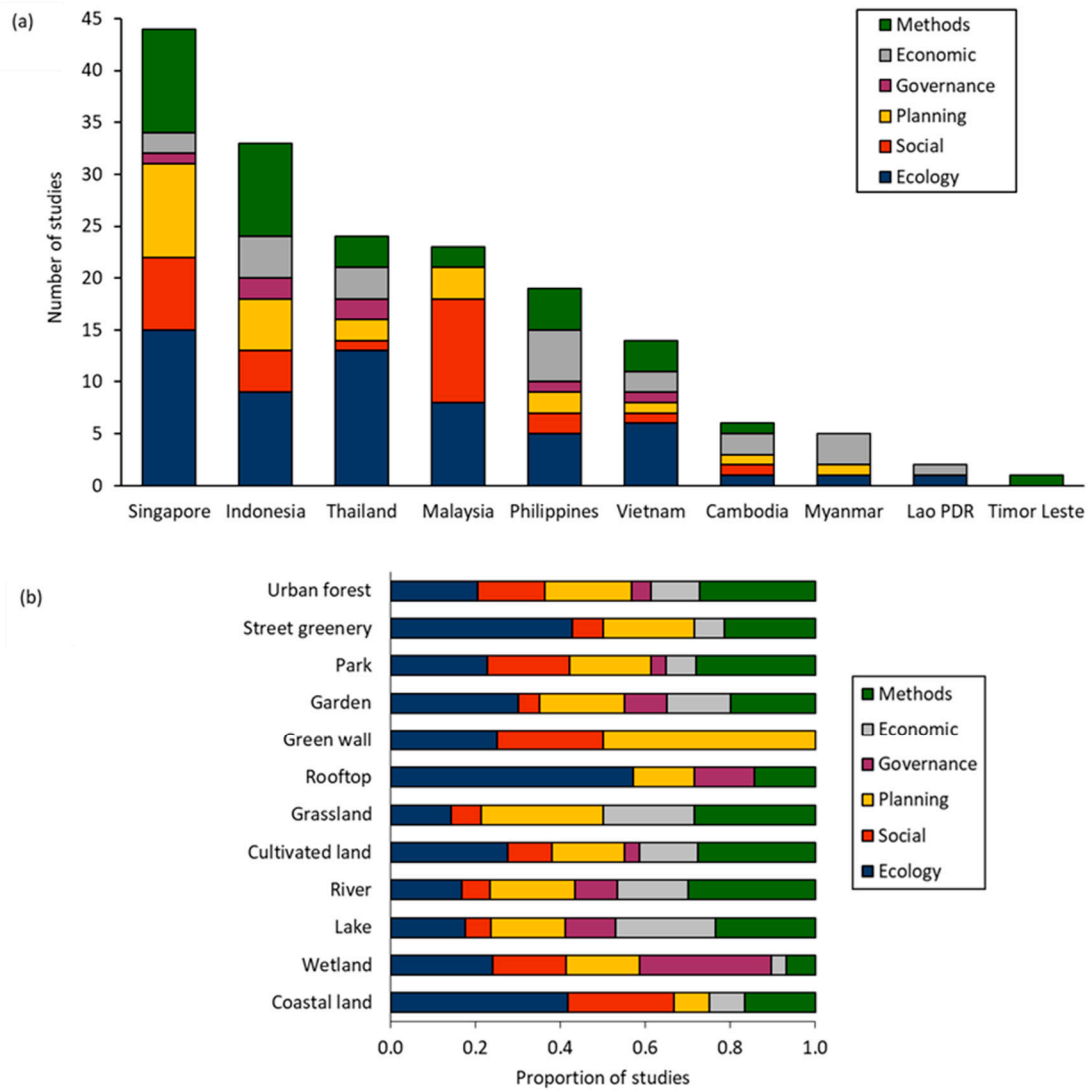 (a)
45
40
35
30
25
20
15
10
5
0
Number of studies
Methods
Economic
Governance
Planning
Social
Ecology
Singapore Indonesia Thailand Malaysia Philippines Vietnam Cambodia Myanmar Lao PDR Timor Leste
(b)
Urban forest
Street greenery
Park
Garden
Green wall
Rooftop
Grassland
Cultivated land
River
Lake
Wetland
Coastal land
0.0 0.2 0.4 0.6 0.8 1.0
Proportion of studies
Methods
Economic
Governance
Planning
Social
Ecology